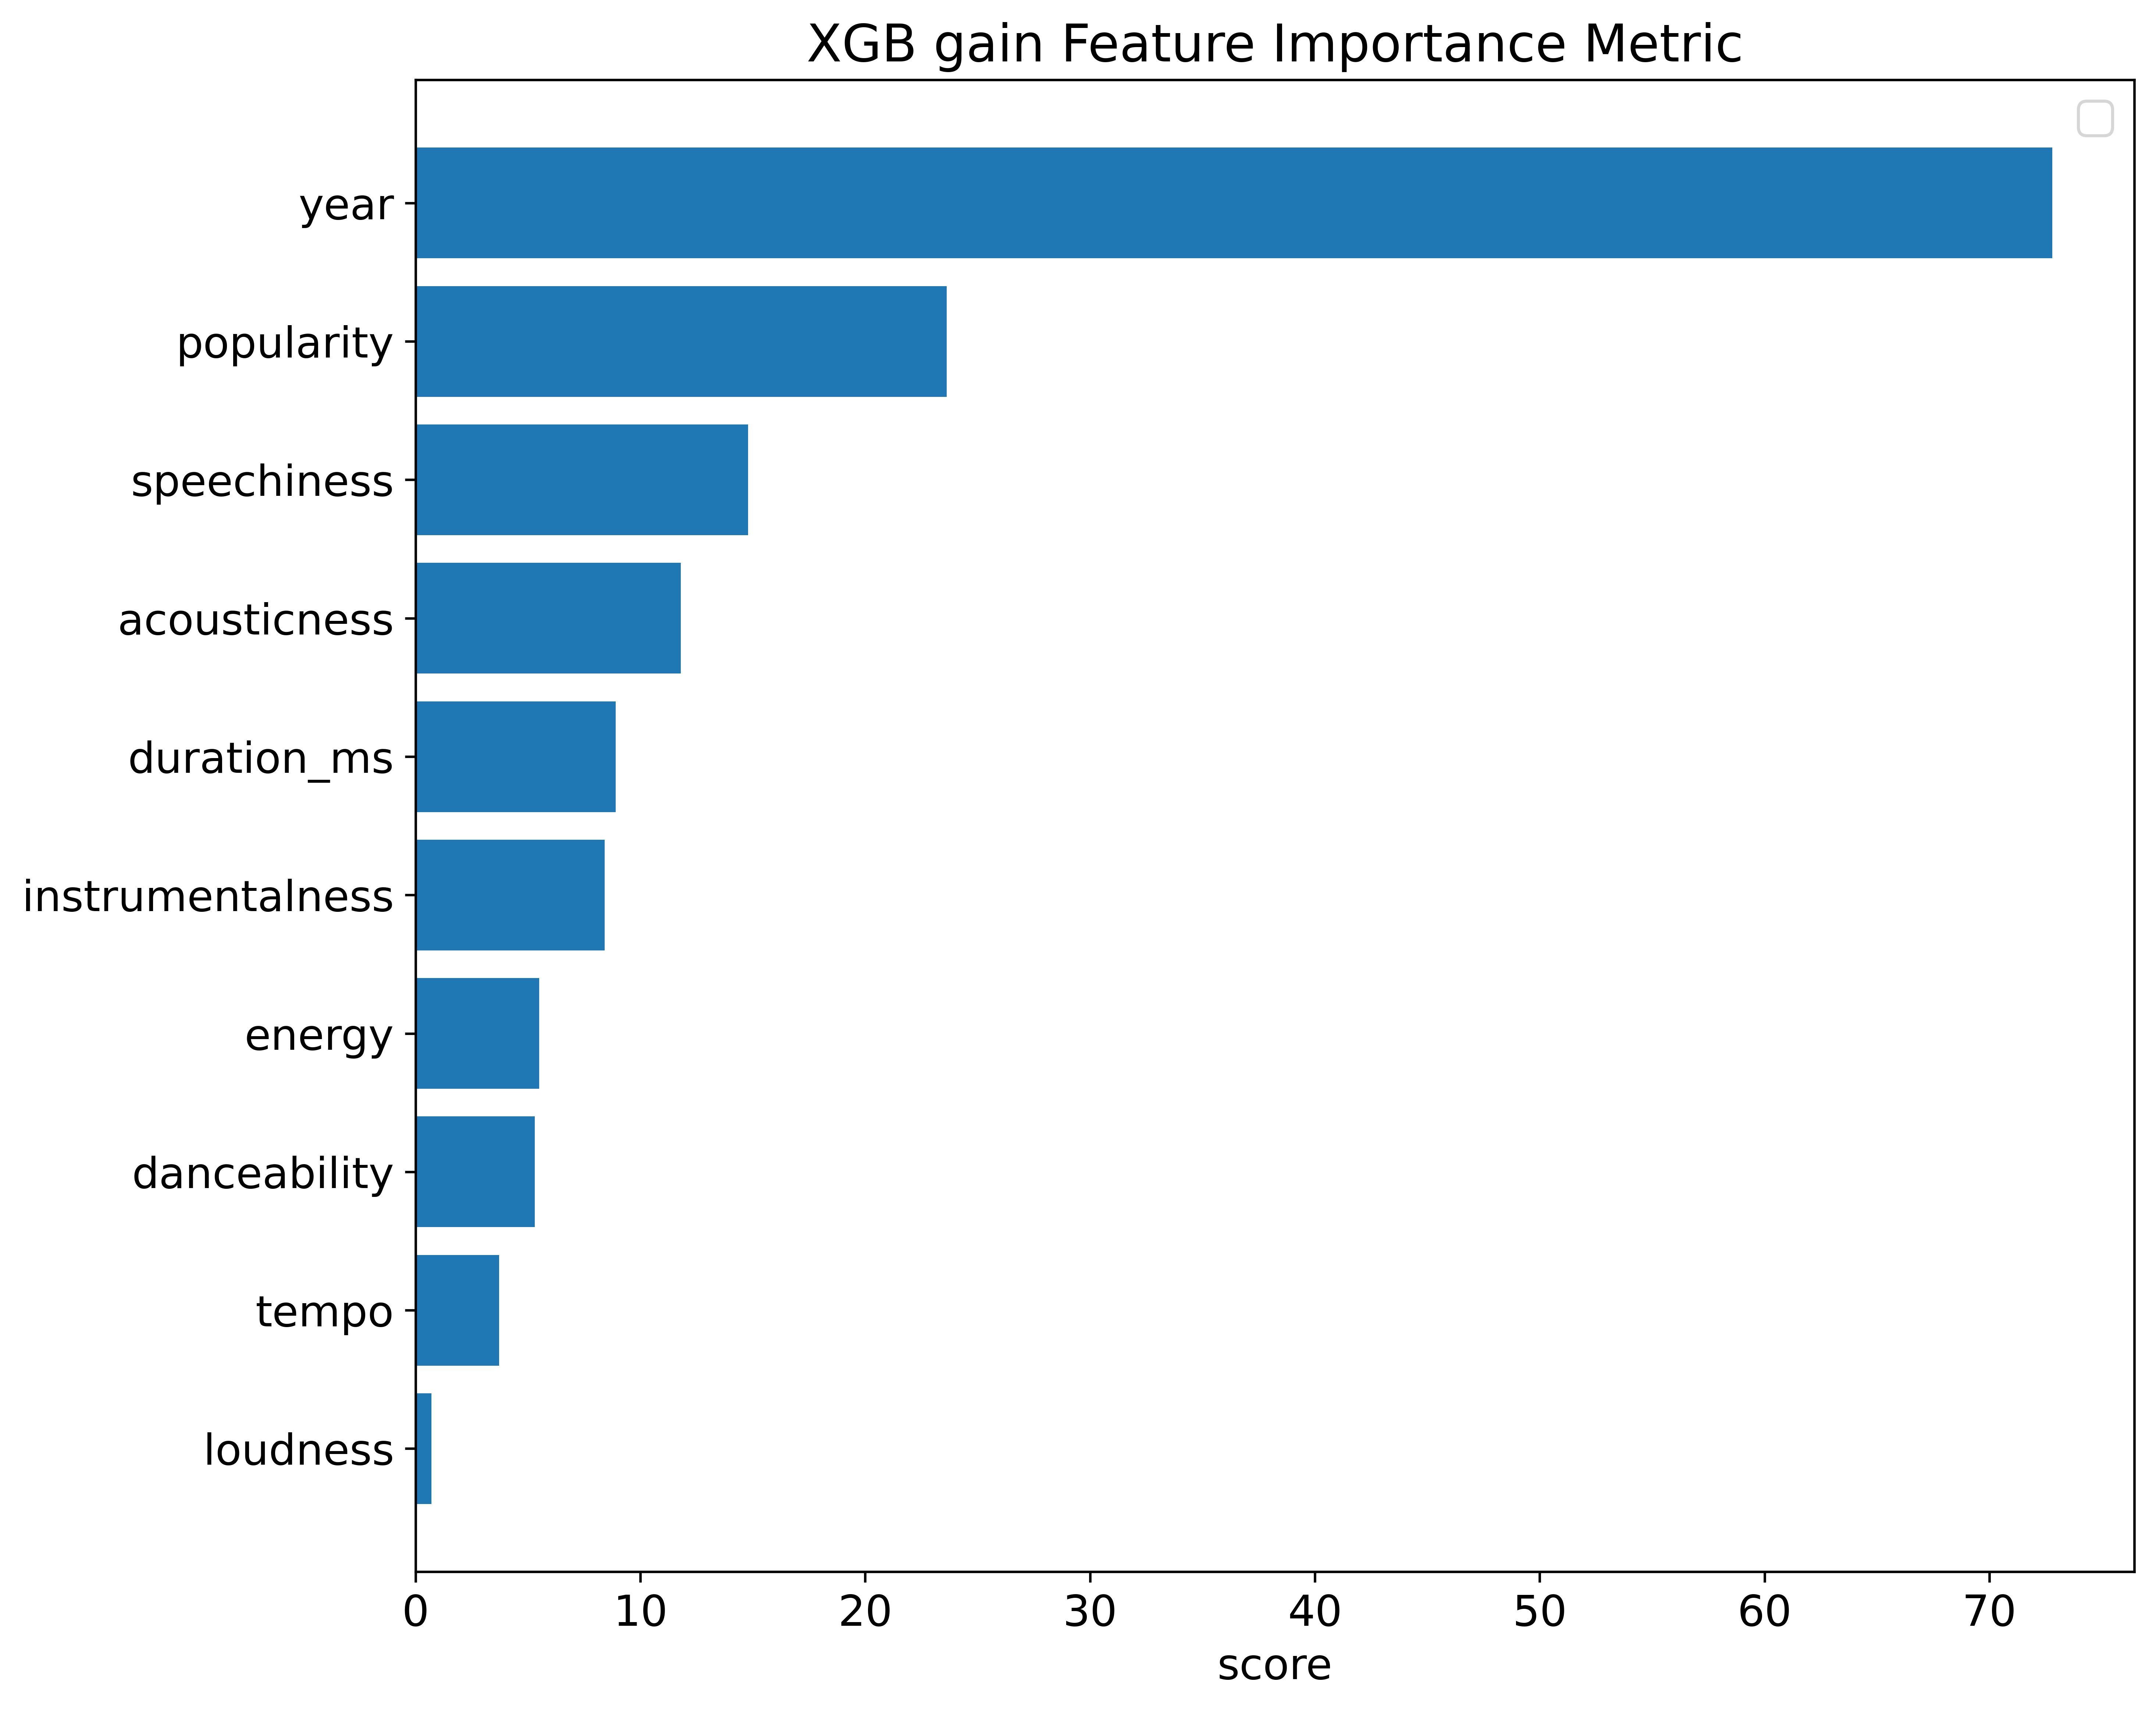 XGB gain Feature Importance Metric
year
popularity
speechiness
acousticness
duration_ms
instrumentalness
energy
danceability
tempo
loudness
0 10 20 30 40 50 60 70
score